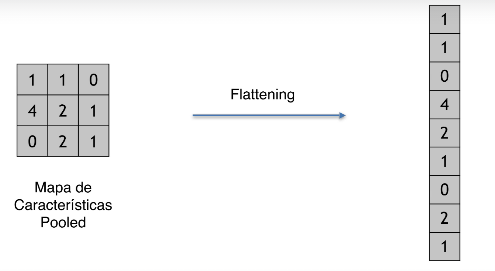 1 1 0
4 2 1
0 2 1
Mapa de
Características
Pooled
Flattening
1
1
0
4
2
1
0
2
1